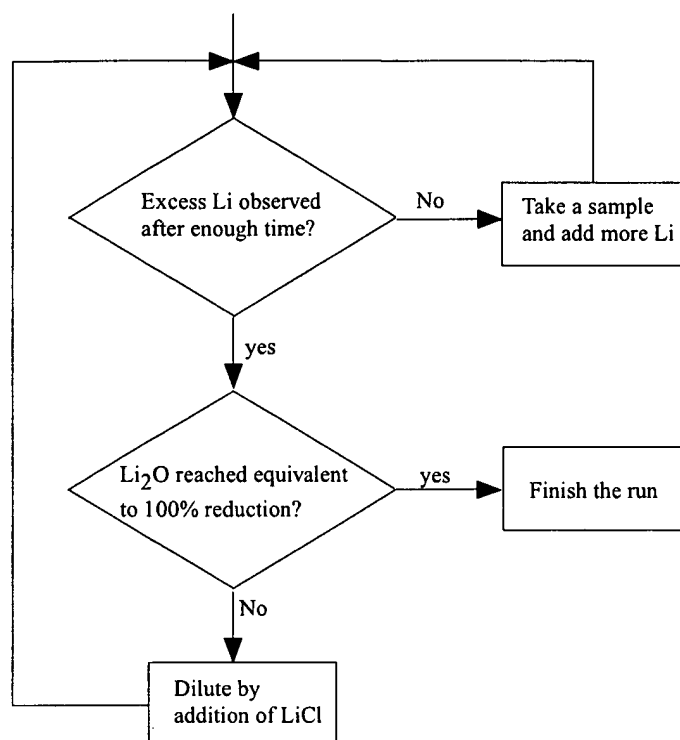 Excess Li observed
after enough time?
No
Take a sample
and add more Li
yes
Li2O reached equivalent
to 100% reduction?
yes
Finish the run
No
Dilute by
addition of LiCl